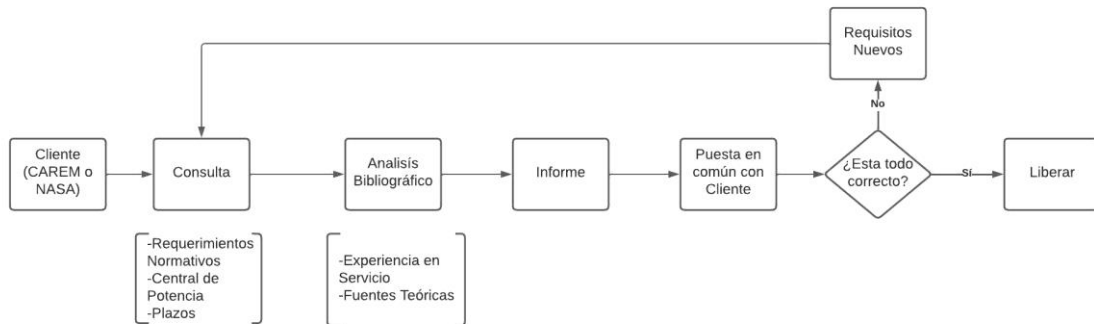 Requisitos
Nuevos
No
Cliente
(CAREM o
NASA)
Consulta
Analisís
Bibliográfico
Informe
Puesta en
común con
Cliente
¿Esta todo
correcto?
Sí
Liberar
-Requerimientos
Normativos
-Central de
Potencia
-Plazos
-Experiencia en
Servicio
-Fuentes Teóricas